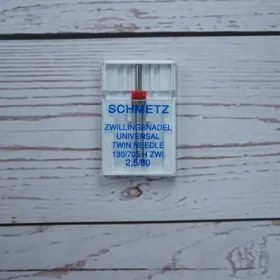 SCHMETZ
ZWILLINGSNADEL
UNIVERSAL
TWIN NEEDLE
130/705 H ZWI
2,5/80